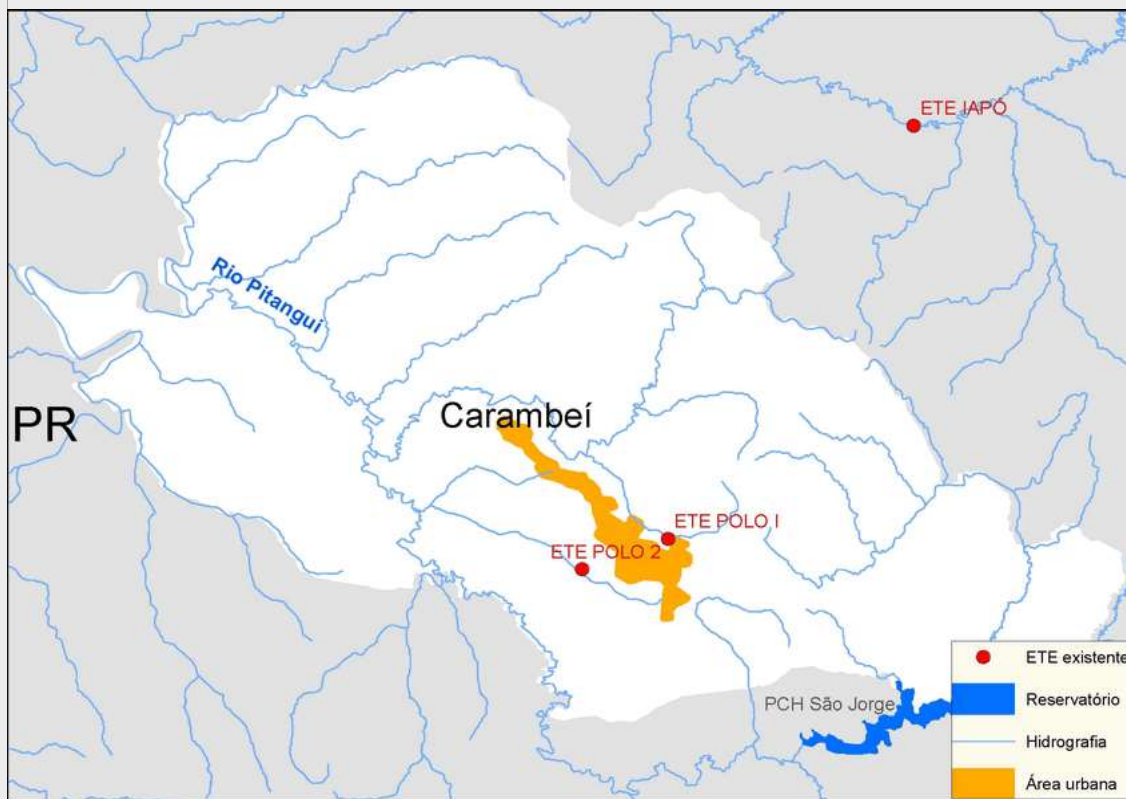 ETE IAPÓ
Rio Pitangui
Carambeí
PR
ETE POLO I
ETE POLO 2
PCH São Jorge
ETE existente
Reservatório
Hidrografia
Área urbana